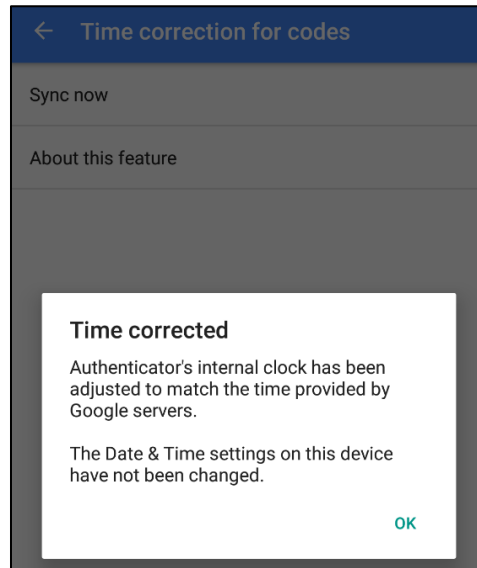 Time correction for codes
Sync now
About this feature
Time corrected
Authenticator's internal clock has been
adjusted to match the time provided by
Google servers.
The Date & Time settings on this device
have not been changed.
OK